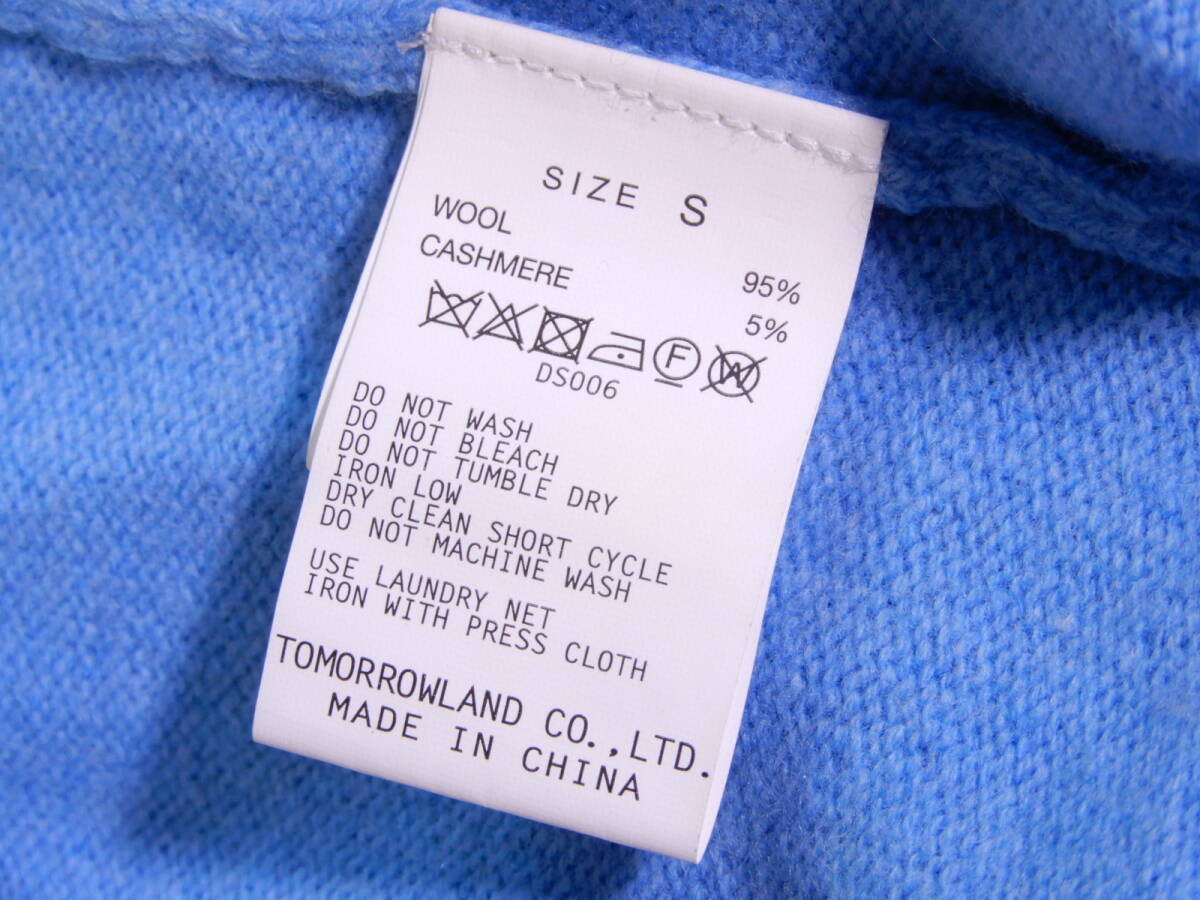 SIZE S
WOOL 95%
CASHMERE 5%
F W
DS006
DO NOT WASH
DO NOT BLEACH
DO NOT TUMBLE DRY
IRON LOW
DRY CLEAN SHORT CYCLE
DO NOT MACHINE WASH
USE LAUNDRY NET
IRON WITH PRESS CLOTH
TOMORROWLAND CO.,LTD.
MADE IN CHINA